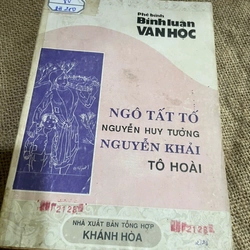 Phê bình
Bình luận
VĂN HỌC
NGÔ TẤT TỐ
NGUYỄN HUY TƯỞNG
NGUYỄN KHẢI
TÔ HOÀI
NHÀ XUẤT BẢN TỔNG HỢP
KHÁNH HÒA